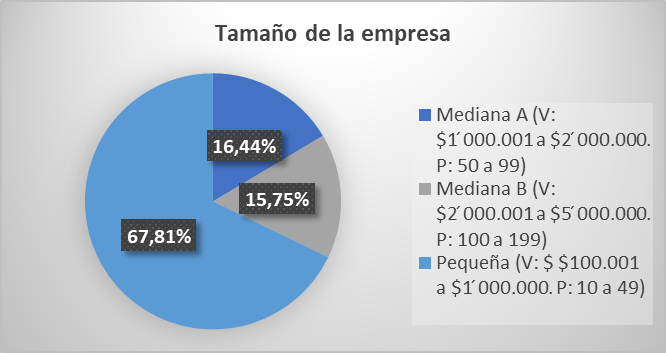 Tamaño de la empresa
16,44%
15,75%
67,81%
Mediana A (V:
$1´000.001 a $2´000.000.
P: 50 a 99)
Mediana B (V:
$2´000.001 a $5´000.000.
P: 100 a 199)
Pequeña (V: $ $100.001
a $1´000.000. P: 10 a 49)